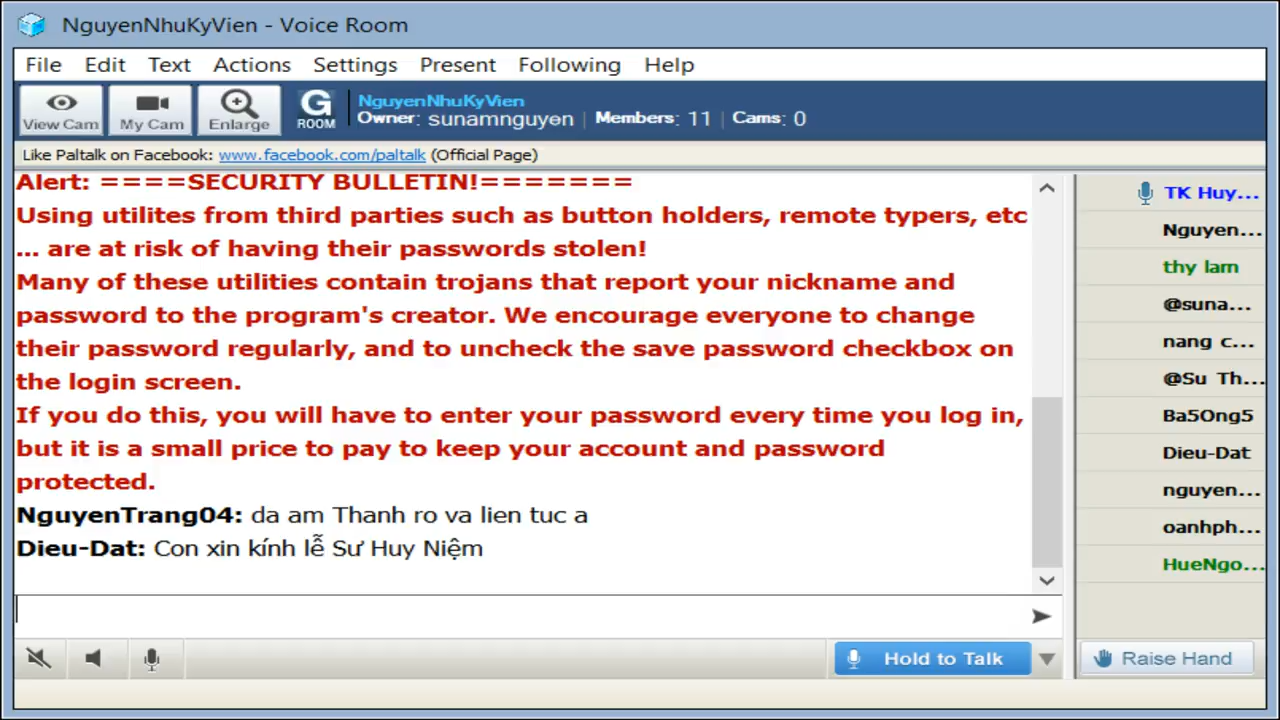 NguyenNhuKyVien - Voice Room
File Edit Text Actions Settings Present Following Help
View Cam My Cam Enlarge G ROOM
NguyenNhuKyVien
Owner: sunamnguyen | Members: 11 | Cams: 0
Like Paltalk on Facebook: www.facebook.com/paltalk (Official Page)
Alert: ====SECURITY BULLETIN!=======
Using utilites from third parties such as button holders, remote typers, etc
... are at risk of having their passwords stolen!
Many of these utilities contain trojans that report your nickname and
password to the program's creator. We encourage everyone to change
their password regularly, and to uncheck the save password checkbox on
the login screen.
If you do this, you will have to enter your password every time you log in,
but it is a small price to pay to keep your account and password
protected.
NguyenTrang04: da am Thanh ro va lien tuc a
Dieu-Dat: Con xin kính lễ Sư Huy Niệm
TK Huy...
Nguyen...
thy lam
@suna...
nang c...
@Su Th...
Ba5Ong5
Dieu-Dat
nguyen...
oanhph...
HueNgo...
Hold to Talk
Raise Hand